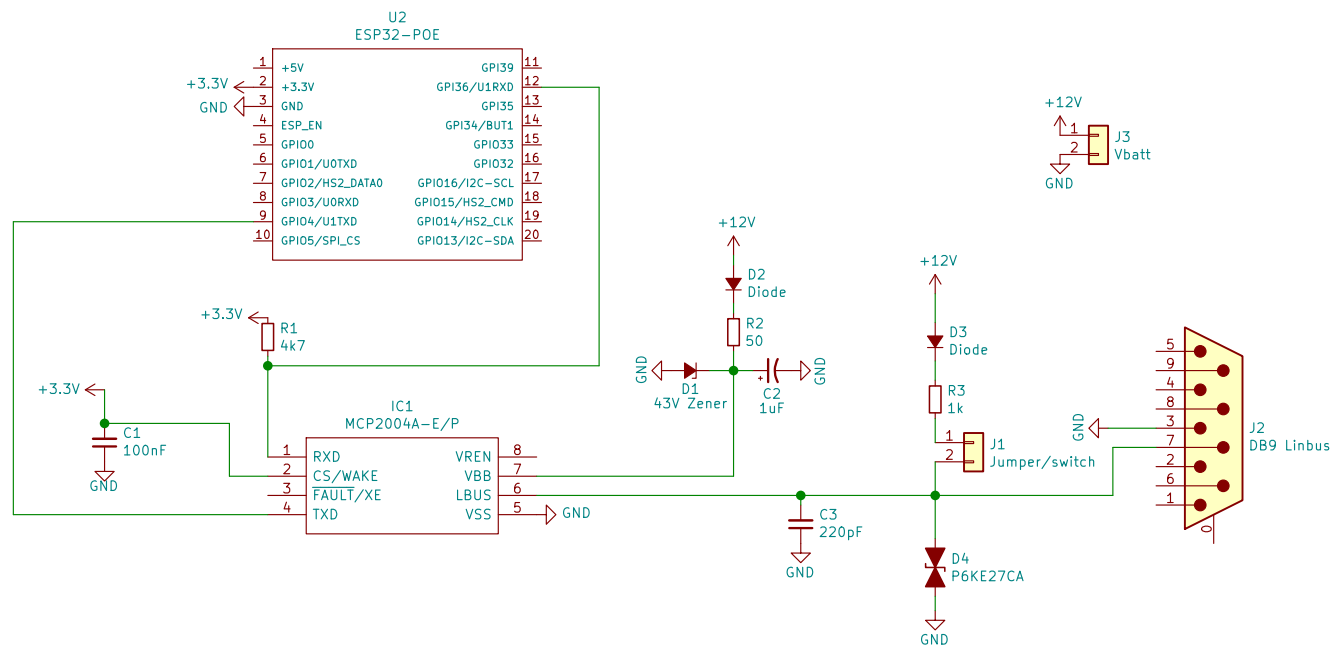 U2
ESP32-POE
1 +5V GPI39 11
+3.3V 2 +3.3V GPI36/U1RXD 12
GND 3 GND GPI35 13
4 ESP_EN GPI34/BUT1 14
5 GPIO0 GPIO33 15
6 GPIO1/U0TXD GPIO32 16
7 GPIO2/HS2_DATA0 GPIO16/I2C-SCL 17
8 GPIO3/U0RXD GPIO15/HS2_CMD 18
9 GPIO4/U1TXD GPIO14/HS2_CLK 19
10 GPIO5/SPI_CS GPIO13/I2C-SDA 20
+12V
1
2
J3
Vbatt
GND
+12V
D2
Diode
R2
50
GND
D1
43V Zener
+
C2
1uF
GND
+12V
D3
Diode
R3
1k
1
2
J1
Jumper/switch
+3.3V
R1
4k7
+3.3V
C1
100nF
GND
IC1
MCP2004A-E/P
1 RXD VREN 8
2 CS/WAKE VBB 7
3 FAULT/XE LBUS 6
4 TXD VSS 5
GND
C3
220pF
GND
D4
P6KE27CA
GND
GND
5
9
4
8
3
7
2
6
1
0
J2
DB9 Linbus